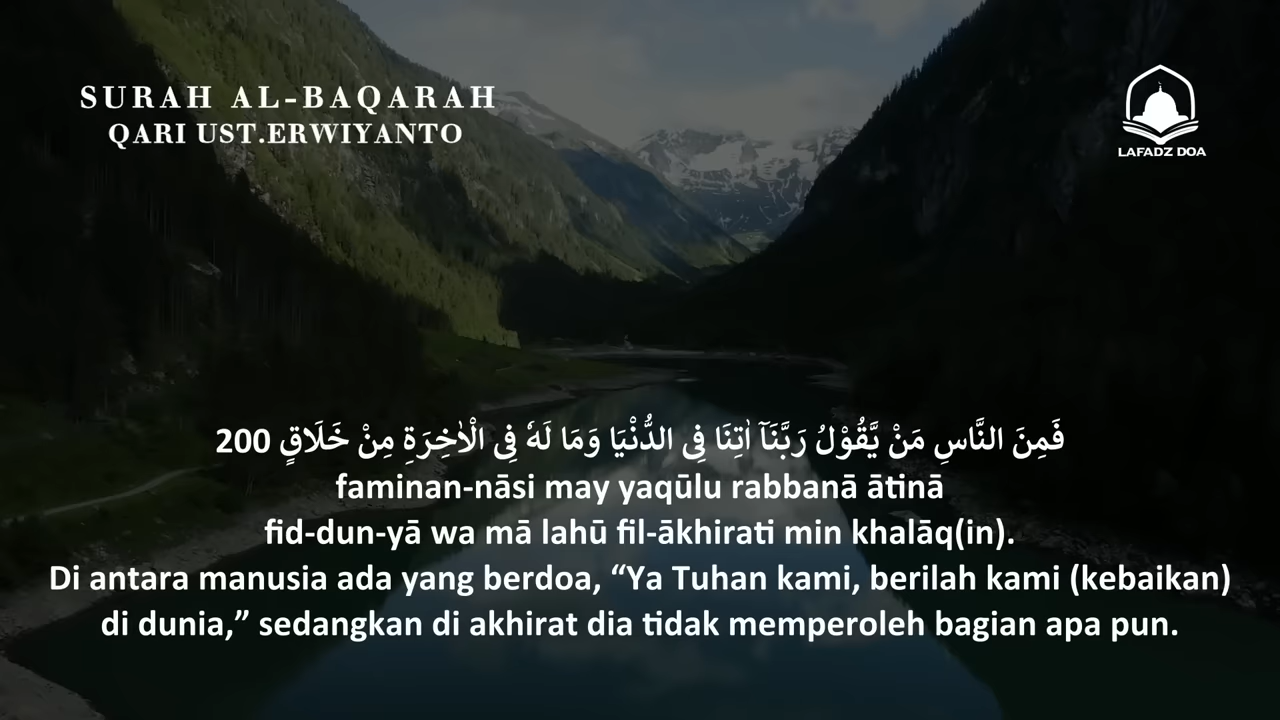 SURAH AL-BAQARAH
QARI UST.ERWIYANTO
LAFADZ DOA
فَمِنَ النَّاسِ مَنْ يَّقُوْلُ رَبَّنَآ اٰتِنَا فِى الدُّنْيَا وَمَا لَهٗ فِى الْاٰخِرَةِ مِنْ خَلَاقٍ 200
faminan-nāsi may yaqūlu rabbanā ātinā
fid-dun-yā wa mā lahū fil-ākhirati min khalāq(in).
Di antara manusia ada yang berdoa, “Ya Tuhan kami, berilah kami (kebaikan)
di dunia,” sedangkan di akhirat dia tidak memperoleh bagian apa pun.